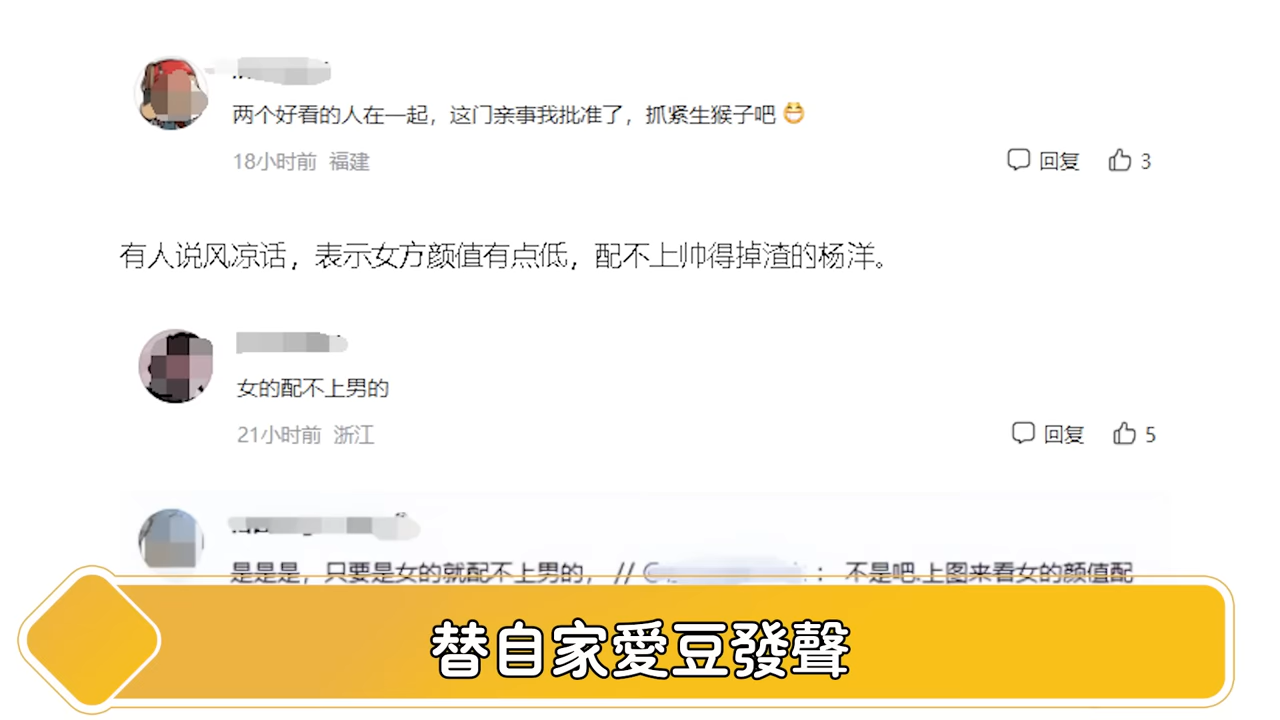 两个好看的人在一起，这门亲事我批准了，抓紧生猴子吧
18小时前 福建
回复 3
有人说风凉话，表示女方颜值有点低，配不上帅得掉渣的杨洋。
女的配不上男的
21小时前 浙江
回复 5
是是是，只要是女的就配不上男的，//@ ：不是吧.上图来看女的颜值配
替自家愛豆發聲